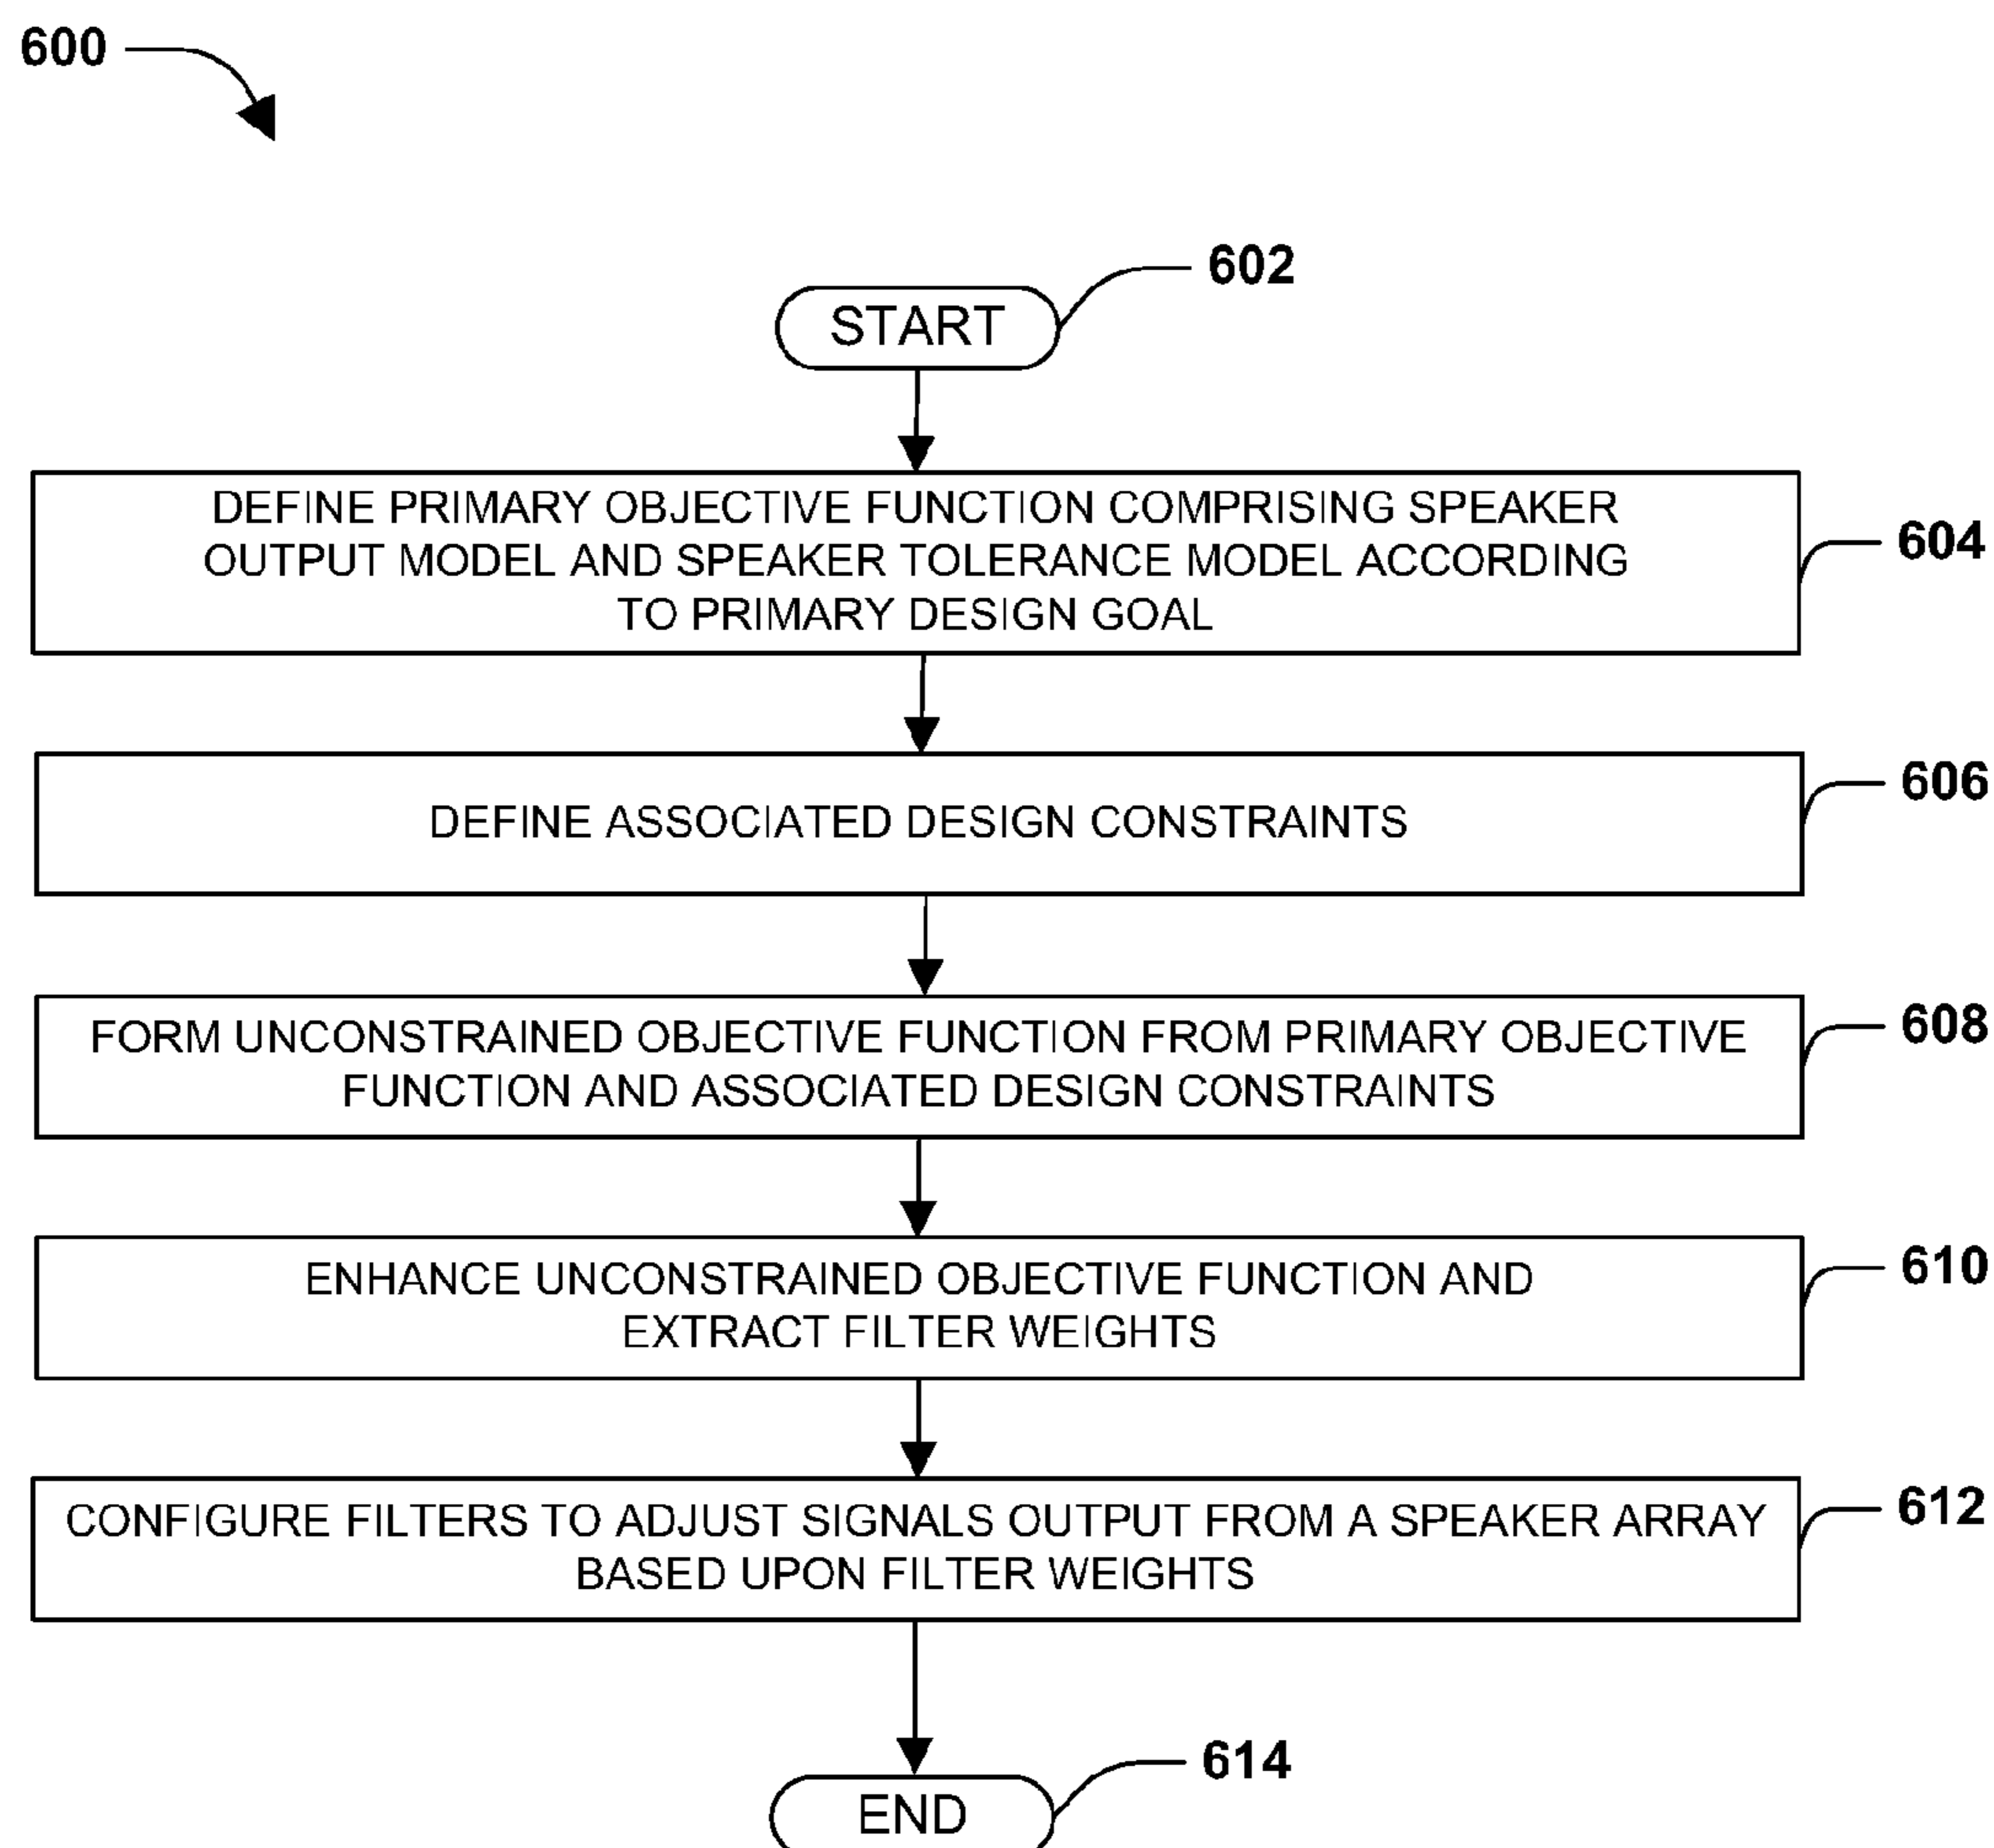 600
602
START
DEFINE PRIMARY OBJECTIVE FUNCTION COMPRISING SPEAKER
OUTPUT MODEL AND SPEAKER TOLERANCE MODEL ACCORDING
TO PRIMARY DESIGN GOAL
604
DEFINE ASSOCIATED DESIGN CONSTRAINTS
606
FORM UNCONSTRAINED OBJECTIVE FUNCTION FROM PRIMARY OBJECTIVE
FUNCTION AND ASSOCIATED DESIGN CONSTRAINTS
608
ENHANCE UNCONSTRAINED OBJECTIVE FUNCTION AND
EXTRACT FILTER WEIGHTS
610
CONFIGURE FILTERS TO ADJUST SIGNALS OUTPUT FROM A SPEAKER ARRAY
BASED UPON FILTER WEIGHTS
612
614
END